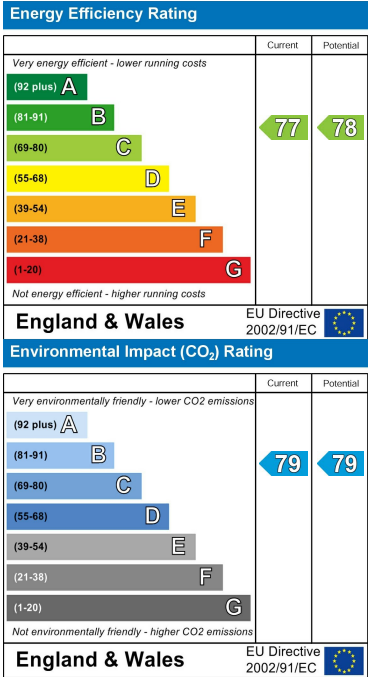 Energy Efficiency Rating
Current Potential
Very energy efficient - lower running costs
(92 plus) A
(81-91) B
77 78
(69-80) C
(55-68) D
(39-54) E
(21-38) F
(1-20) G
Not energy efficient - higher running costs
England & Wales
EU Directive
2002/91/EC
Environmental Impact (CO₂) Rating
Current Potential
Very environmentally friendly - lower CO2 emissions
(92 plus) A
(81-91) B
79 79
(69-80) C
(55-68) D
(39-54) E
(21-38) F
(1-20) G
Not environmentally friendly - higher CO2 emissions
England & Wales
EU Directive
2002/91/EC